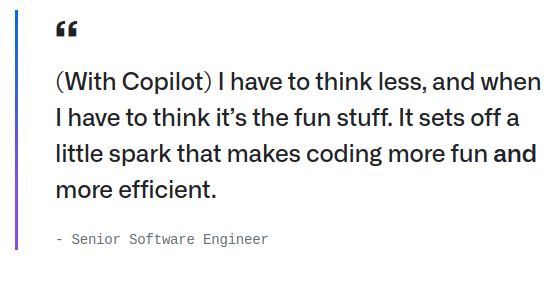 “
(With Copilot) I have to think less, and when
I have to think it’s the fun stuff. It sets off a
little spark that makes coding more fun and
more efficient.
- Senior Software Engineer